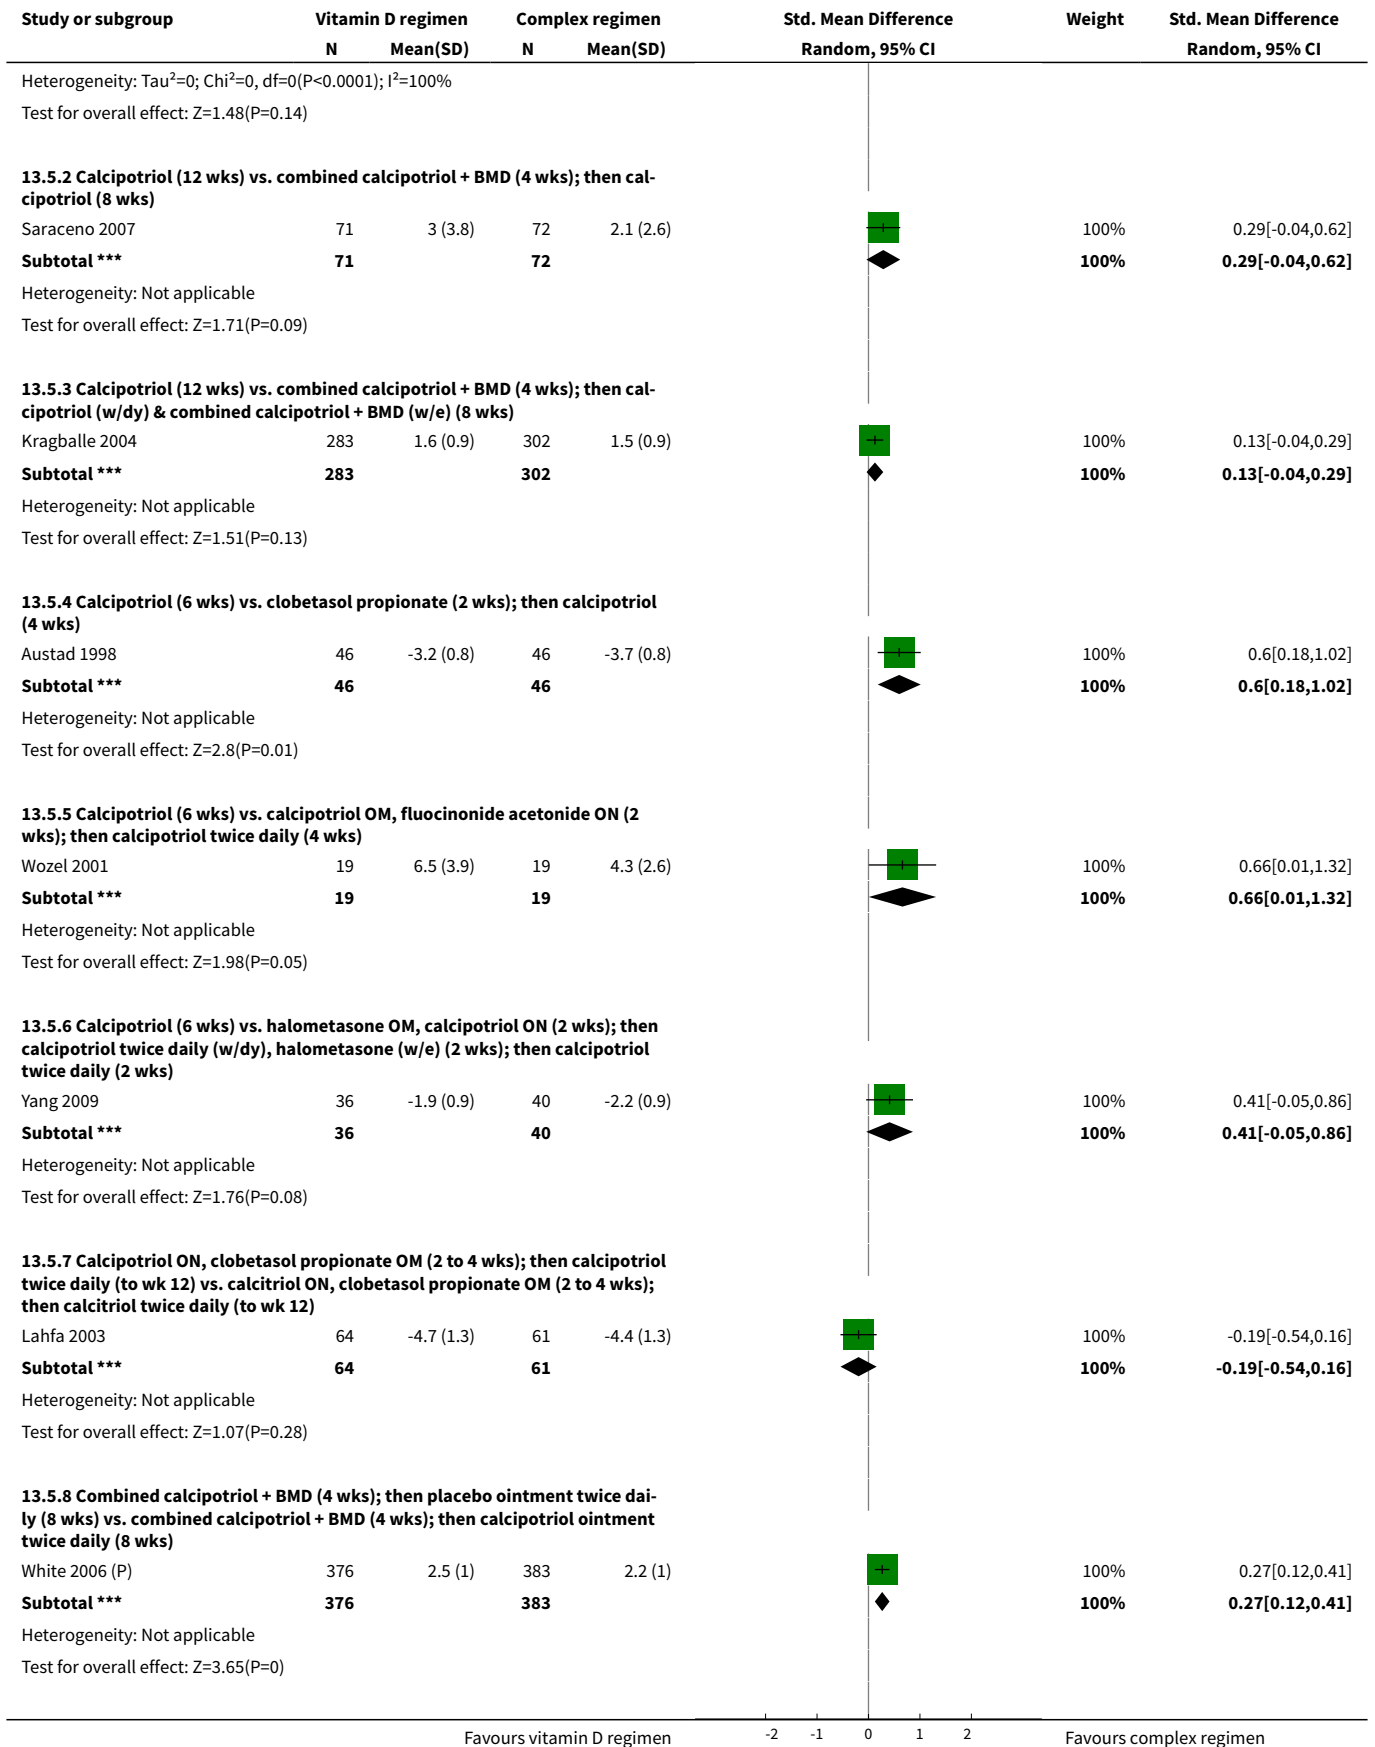 Study or subgroup Vitamin D regimen Complex regimen Std. Mean Difference Weight Std. Mean Difference
N Mean(SD) N Mean(SD) Random, 95% CI Random, 95% CI
Heterogeneity: Tau²=0; Chi²=0, df=0(P<0.0001); I²=100%
Test for overall effect: Z=1.48(P=0.14)
13.5.2 Calcipotriol (12 wks) vs. combined calcipotriol + BMD (4 wks); then cal-
cipotriol (8 wks)
Saraceno 2007 71 3 (3.8) 72 2.1 (2.6) 100% 0.29[-0.04,0.62]
Subtotal *** 71 72 100% 0.29[-0.04,0.62]
Heterogeneity: Not applicable
Test for overall effect: Z=1.71(P=0.09)
13.5.3 Calcipotriol (12 wks) vs. combined calcipotriol + BMD (4 wks); then cal-
cipotriol (w/dy) & combined calcipotriol + BMD (w/e) (8 wks)
Kragballe 2004 283 1.6 (0.9) 302 1.5 (0.9) 100% 0.13[-0.04,0.29]
Subtotal *** 283 302 100% 0.13[-0.04,0.29]
Heterogeneity: Not applicable
Test for overall effect: Z=1.51(P=0.13)
13.5.4 Calcipotriol (6 wks) vs. clobetasol propionate (2 wks); then calcipotriol
(4 wks)
Austad 1998 46 -3.2 (0.8) 46 -3.7 (0.8) 100% 0.6[0.18,1.02]
Subtotal *** 46 46 100% 0.6[0.18,1.02]
Heterogeneity: Not applicable
Test for overall effect: Z=2.8(P=0.01)
13.5.5 Calcipotriol (6 wks) vs. calcipotriol OM, fluocinonide acetonide ON (2
wks); then calcipotriol twice daily (4 wks)
Wozel 2001 19 6.5 (3.9) 19 4.3 (2.6) 100% 0.66[0.01,1.32]
Subtotal *** 19 19 100% 0.66[0.01,1.32]
Heterogeneity: Not applicable
Test for overall effect: Z=1.98(P=0.05)
13.5.6 Calcipotriol (6 wks) vs. halometasone OM, calcipotriol ON (2 wks); then
calcipotriol twice daily (w/dy), halometasone (w/e) (2 wks); then calcipotriol
twice daily (2 wks)
Yang 2009 36 -1.9 (0.9) 40 -2.2 (0.9) 100% 0.41[-0.05,0.86]
Subtotal *** 36 40 100% 0.41[-0.05,0.86]
Heterogeneity: Not applicable
Test for overall effect: Z=1.76(P=0.08)
13.5.7 Calcipotriol ON, clobetasol propionate OM (2 to 4 wks); then calcipotriol
twice daily (to wk 12) vs. calcitriol ON, clobetasol propionate OM (2 to 4 wks);
then calcitriol twice daily (to wk 12)
Lahfa 2003 64 -4.7 (1.3) 61 -4.4 (1.3) 100% -0.19[-0.54,0.16]
Subtotal *** 64 61 100% -0.19[-0.54,0.16]
Heterogeneity: Not applicable
Test for overall effect: Z=1.07(P=0.28)
13.5.8 Combined calcipotriol + BMD (4 wks); then placebo ointment twice dai-
ly (8 wks) vs. combined calcipotriol + BMD (4 wks); then calcipotriol ointment
twice daily (8 wks)
White 2006 (P) 376 2.5 (1) 383 2.2 (1) 100% 0.27[0.12,0.41]
Subtotal *** 376 383 100% 0.27[0.12,0.41]
Heterogeneity: Not applicable
Test for overall effect: Z=3.65(P=0)
Favours vitamin D regimen -2 -1 0 1 2 Favours complex regimen